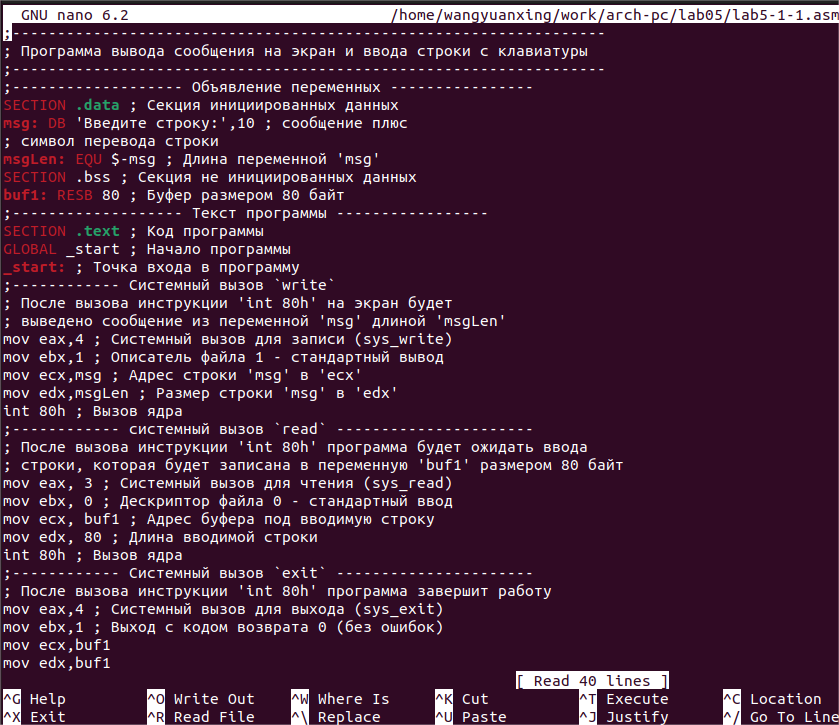 GNU nano 6.2 /home/wangyuanxing/work/arch-pc/lab05/lab5-1-1.asm
;------------------------------------------------------------------
; Программа вывода сообщения на экран и ввода строки с клавиатуры
;------------------------------------------------------------------
;------------------- Объявление переменных ----------------
SECTION .data ; Секция инициированных данных
msg: DB 'Введите строку:',10 ; сообщение плюс
; символ перевода строки
msgLen: EQU $-msg ; Длина переменной 'msg'
SECTION .bss ; Секция не инициированных данных
buf1: RESB 80 ; Буфер размером 80 байт
;------------------- Текст программы -----------------
SECTION .text ; Код программы
GLOBAL _start ; Начало программы
_start: ; Точка входа в программу
;------------ Системный вызов `write`
; После вызова инструкции 'int 80h' на экран будет
; выведено сообщение из переменной 'msg' длиной 'msgLen'
mov eax,4 ; Системный вызов для записи (sys_write)
mov ebx,1 ; Описатель файла 1 - стандартный вывод
mov ecx,msg ; Адрес строки 'msg' в 'ecx'
mov edx,msgLen ; Размер строки 'msg' в 'edx'
int 80h ; Вызов ядра
;------------ системный вызов `read` ----------------------
; После вызова инструкции 'int 80h' программа будет ожидать ввода
; строки, которая будет записана в переменную 'buf1' размером 80 байт
mov eax, 3 ; Системный вызов для чтения (sys_read)
mov ebx, 0 ; Дескриптор файла 0 - стандартный ввод
mov ecx, buf1 ; Адрес буфера под вводимую строку
mov edx, 80 ; Длина вводимой строки
int 80h ; Вызов ядра
;------------ Системный вызов `exit` ----------------------
; После вызова инструкции 'int 80h' программа завершит работу
mov eax,4 ; Системный вызов для выхода (sys_exit)
mov ebx,1 ; Выход с кодом возврата 0 (без ошибок)
mov ecx,buf1
mov edx,buf1
[ Read 40 lines ]
^G Help ^O Write Out ^W Where Is ^K Cut ^T Execute ^C Location
^X Exit ^R Read File ^\ Replace ^U Paste ^J Justify ^/ Go To Line